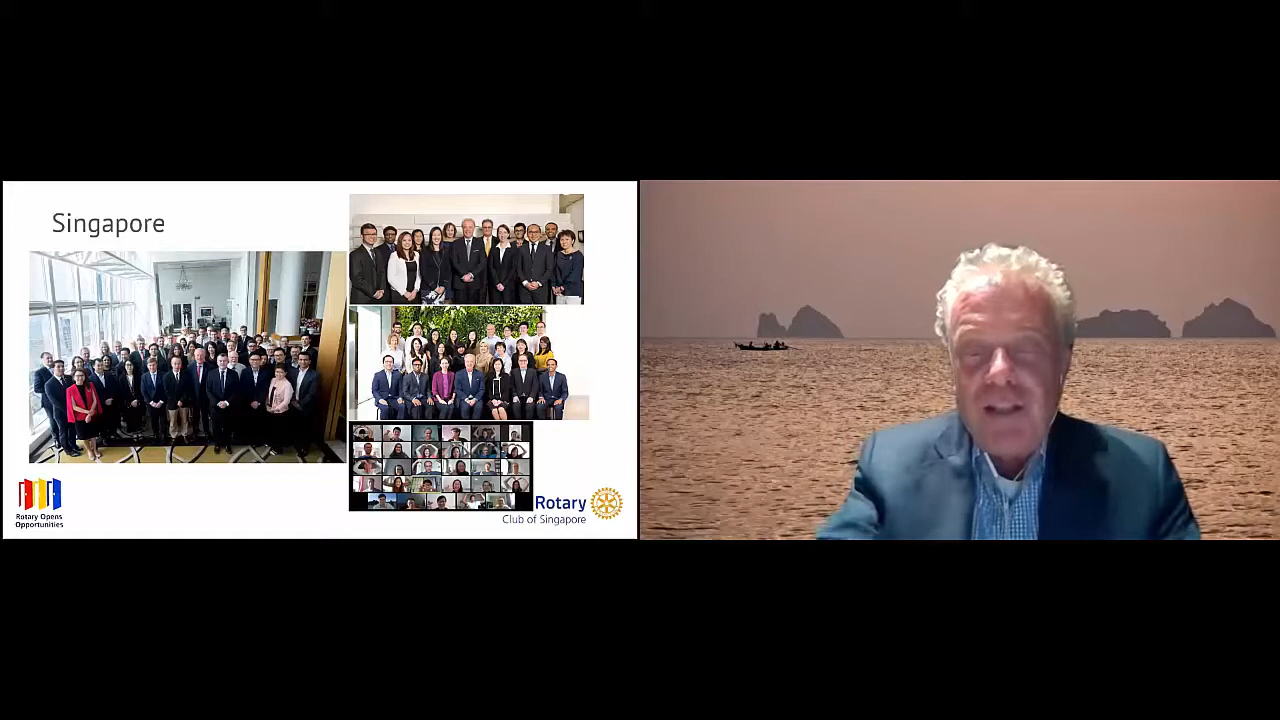 Singapore
Rotary Opens
Opportunities
Rotary
Club of Singapore